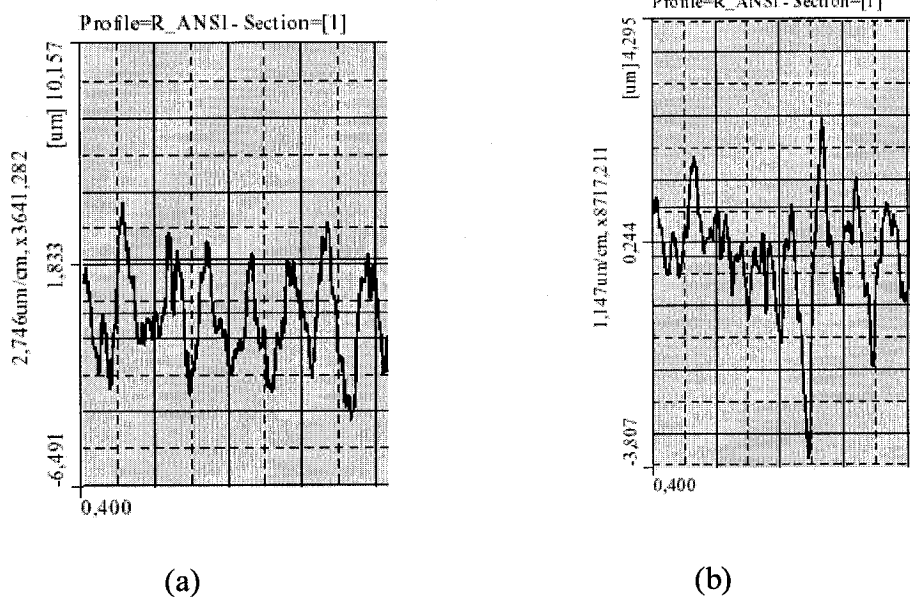 Profile=R_ANSI - Section=[1]
2,746um/cm, x3641,282
-6,491
1,833
[um] 10,157
0,400
(a)
Profile=R_ANSI - Section=[1]
1,147um/cm, x8717,211
-3,807
0,244
[um] 4,295
0,400
(b)